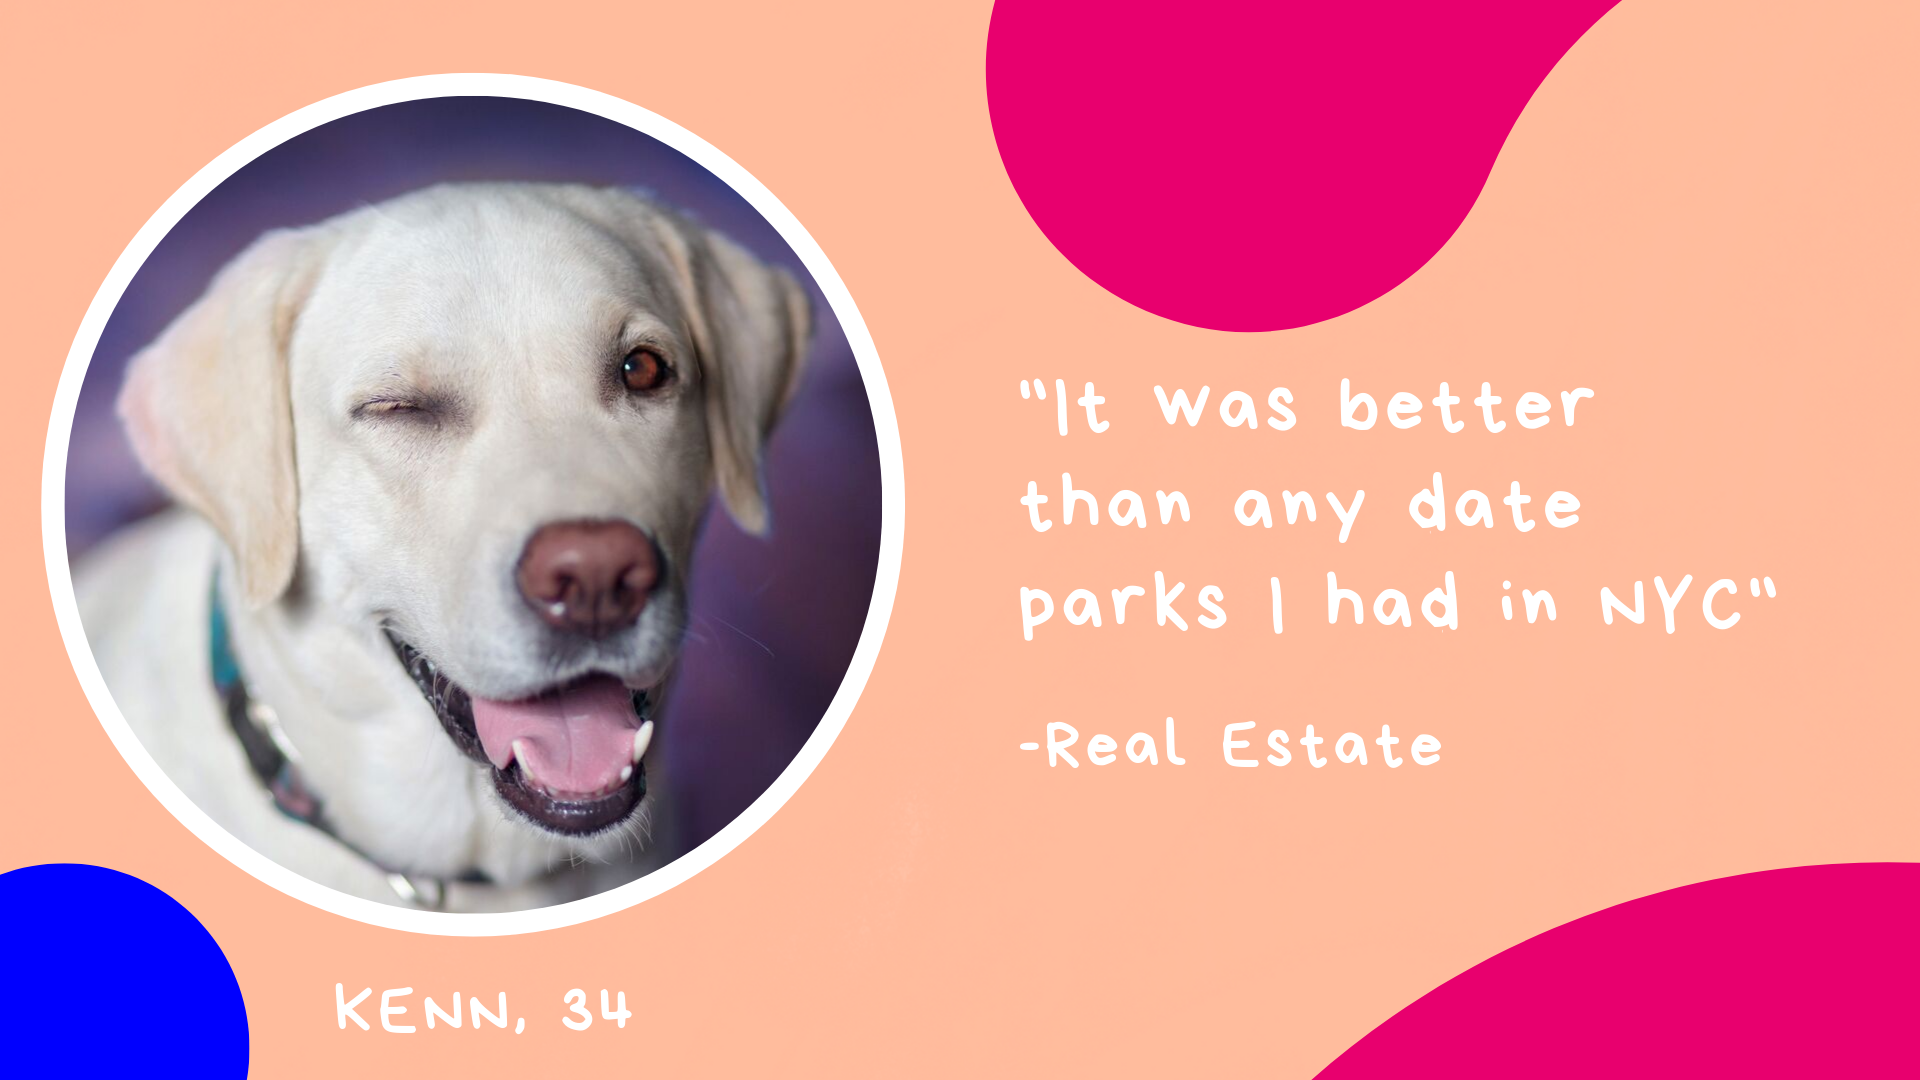 "It was better
than any date
parks I had in NYC"
-Real Estate
KENN, 34